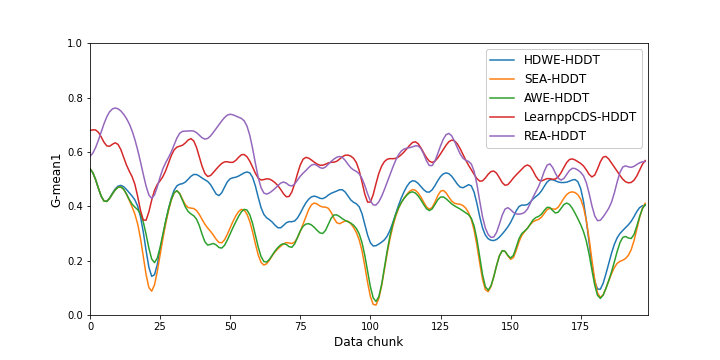 1.0
0.8
0.6
0.4
0.2
0.0
G-mean1
0
25
50
75
100
125
150
175
Data chunk
HDWE-HDDT
SEA-HDDT
AWE-HDDT
LearnppCDS-HDDT
REA-HDDT